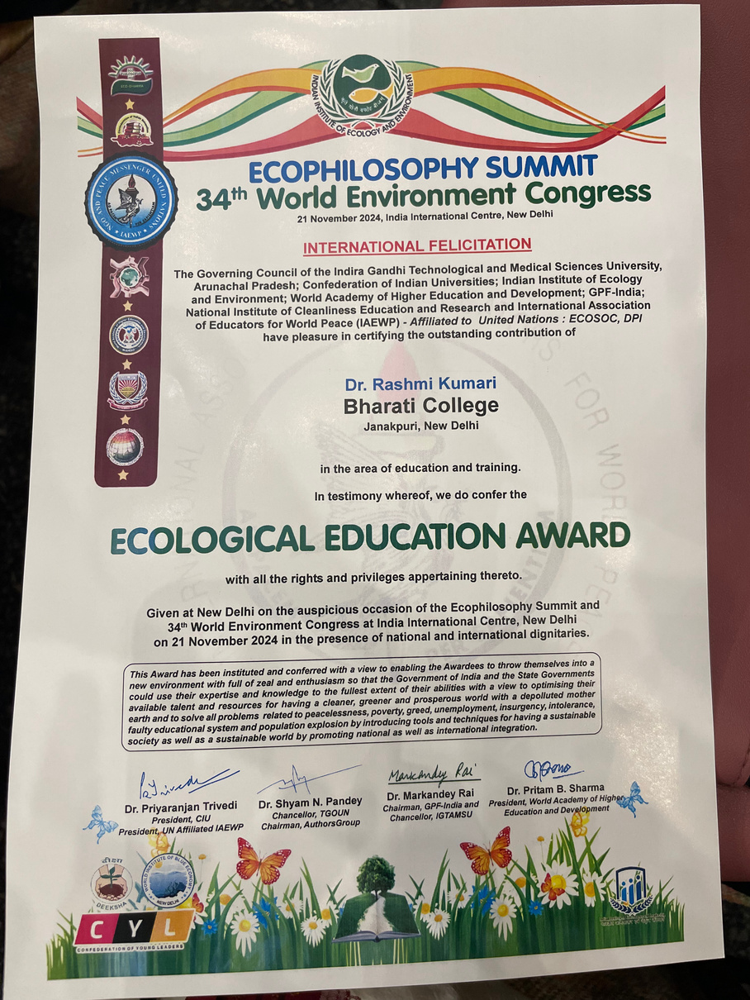 INDIAN INSTITUTE OF ECOLOGY AND ENVIRONMENT
ECOPHILOSOPHY SUMMIT
34th World Environment Congress
21 November 2024, India International Centre, New Delhi
NGO AND PEACE MESSENGER UNITED NATIONS
IAEWP
INTERNATIONAL FELICITATION
The Governing Council of the Indira Gandhi Technological and Medical Sciences University,
Arunachal Pradesh; Confederation of Indian Universities; Indian Institute of Ecology
and Environment; World Academy of Higher Education and Development; GPF-India;
National Institute of Cleanliness Education and Research and International Association
of Educators for World Peace (IAEWP) - Affiliated to United Nations : ECOSOC, DPI
have pleasure in certifying the outstanding contribution of
Dr. Rashmi Kumari
Bharati College
Janakpuri, New Delhi
in the area of education and training.
In testimony whereof, we do confer the
ECOLOGICAL EDUCATION AWARD
with all the rights and privileges appertaining thereto.
Given at New Delhi on the auspicious occasion of the Ecophilosophy Summit and
34th World Environment Congress at India International Centre, New Delhi
on 21 November 2024 in the presence of national and international dignitaries.
This Award has been instituted and conferred with a view to enabling the Awardees to throw themselves into a
new environment with full of zeal and enthusiasm so that the Government of India and the State Governments
could use their expertise and knowledge to the fullest extent of their abilities with a view to optimising their
available talent and resources for having a cleaner, greener and prosperous world with a depolluted mother
earth and to solve all problems related to peacelessness, poverty, greed, unemployment, insurgency, intolerance,
faulty educational system and population explosion by introducing tools and techniques for having a sustainable
society as well as a sustainable world by promoting national as well as international integration.
Markandey Rai
Dr. Priyaranjan Trivedi
President, CIU
President, UN Affiliated IAEWP
Dr. Shyam N. Pandey
Chancellor, TGOUN
Chairman, AuthorsGroup
Dr. Markandey Rai
Chairman, GPF-India and
Chancellor, IGTAMSU
Dr. Pritam B. Sharma
President, World Academy of Higher
Education and Development
दीक्षा
DEEKSHA
WORLD INSTITUTE OF BLUE ECONOMY
NEW DELHI
CYL
CONFEDERATION OF YOUNG LEADERS